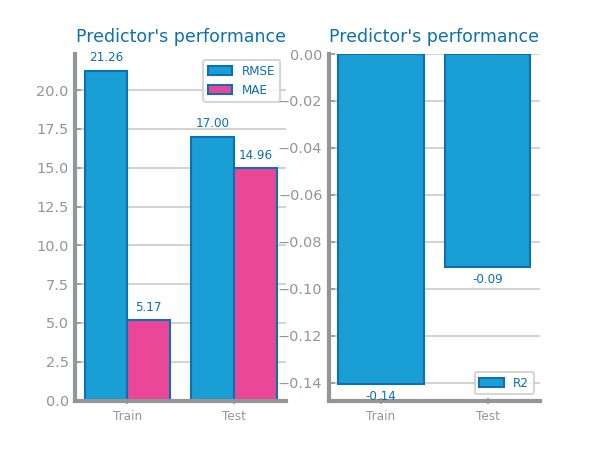 Predictor's performance
21.26
RMSE
MAE
20.0
17.5
17.00
15.0
14.96
12.5
10.0
7.5
5.17
5.0
2.5
0.0
Train
Test
Predictor's performance
0.00
−0.02
−0.04
−0.06
−0.08
-0.09
−0.10
−0.12
−0.14
R2
-0.14
Train
Test